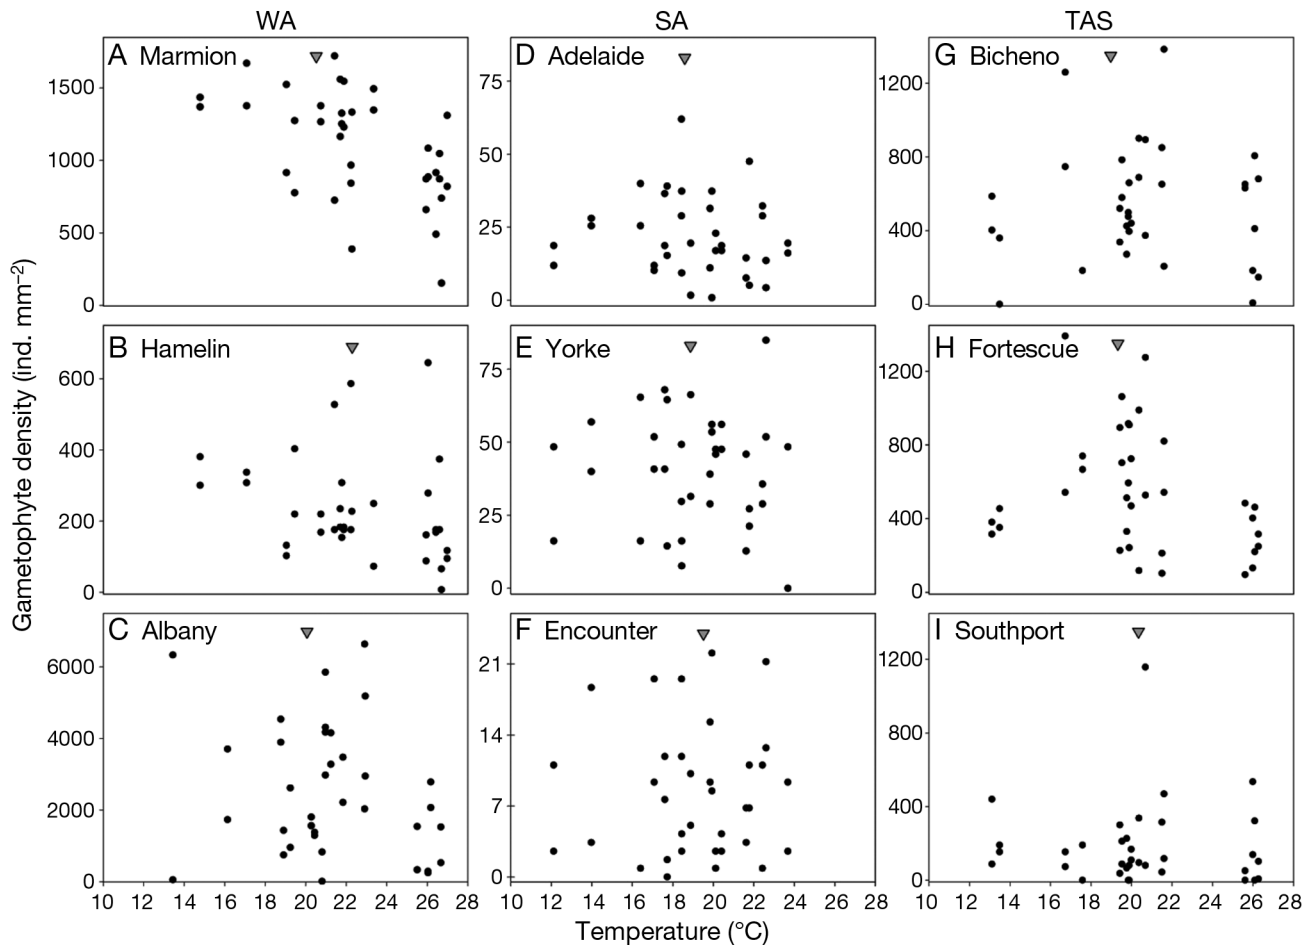 WA SA TAS
A Marmion D Adelaide G Bicheno
1500 75 1200
1000 50 800
500 25 400
0 0 0
B Hamelin E Yorke H Fortescue
600 75 1200
400 50 800
200 25 400
0 0 0
C Albany F Encounter I Southport
6000 21 1200
4000 14 800
2000 7 400
0 0 0
10 12 14 16 18 20 22 24 26 28 10 12 14 16 18 20 22 24 26 28 10 12 14 16 18 20 22 24 26 28
Temperature (°C)
Gametophyte density (ind. mm⁻²)